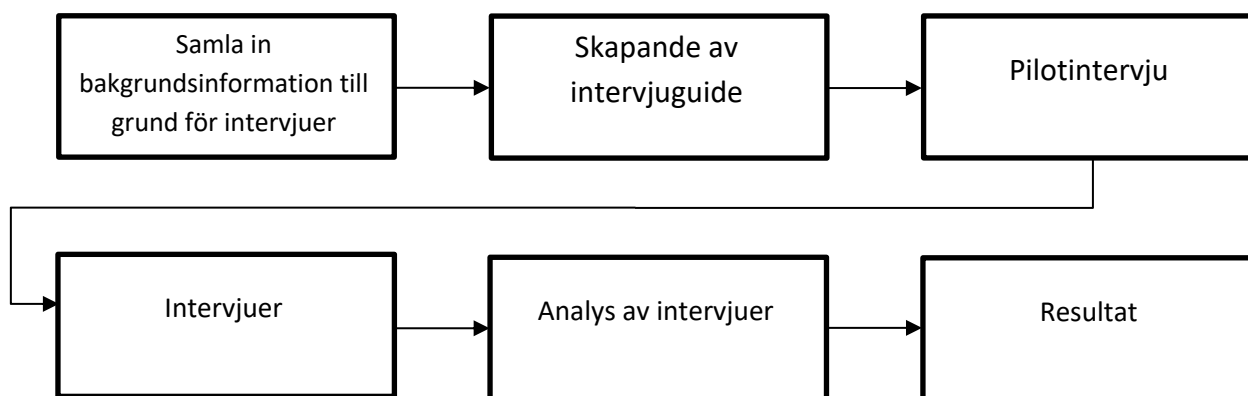 Samla in
bakgrundsinformation till
grund för intervjuer
Skapande av
intervjuguide
Pilotintervju
Intervjuer
Analys av intervjuer
Resultat